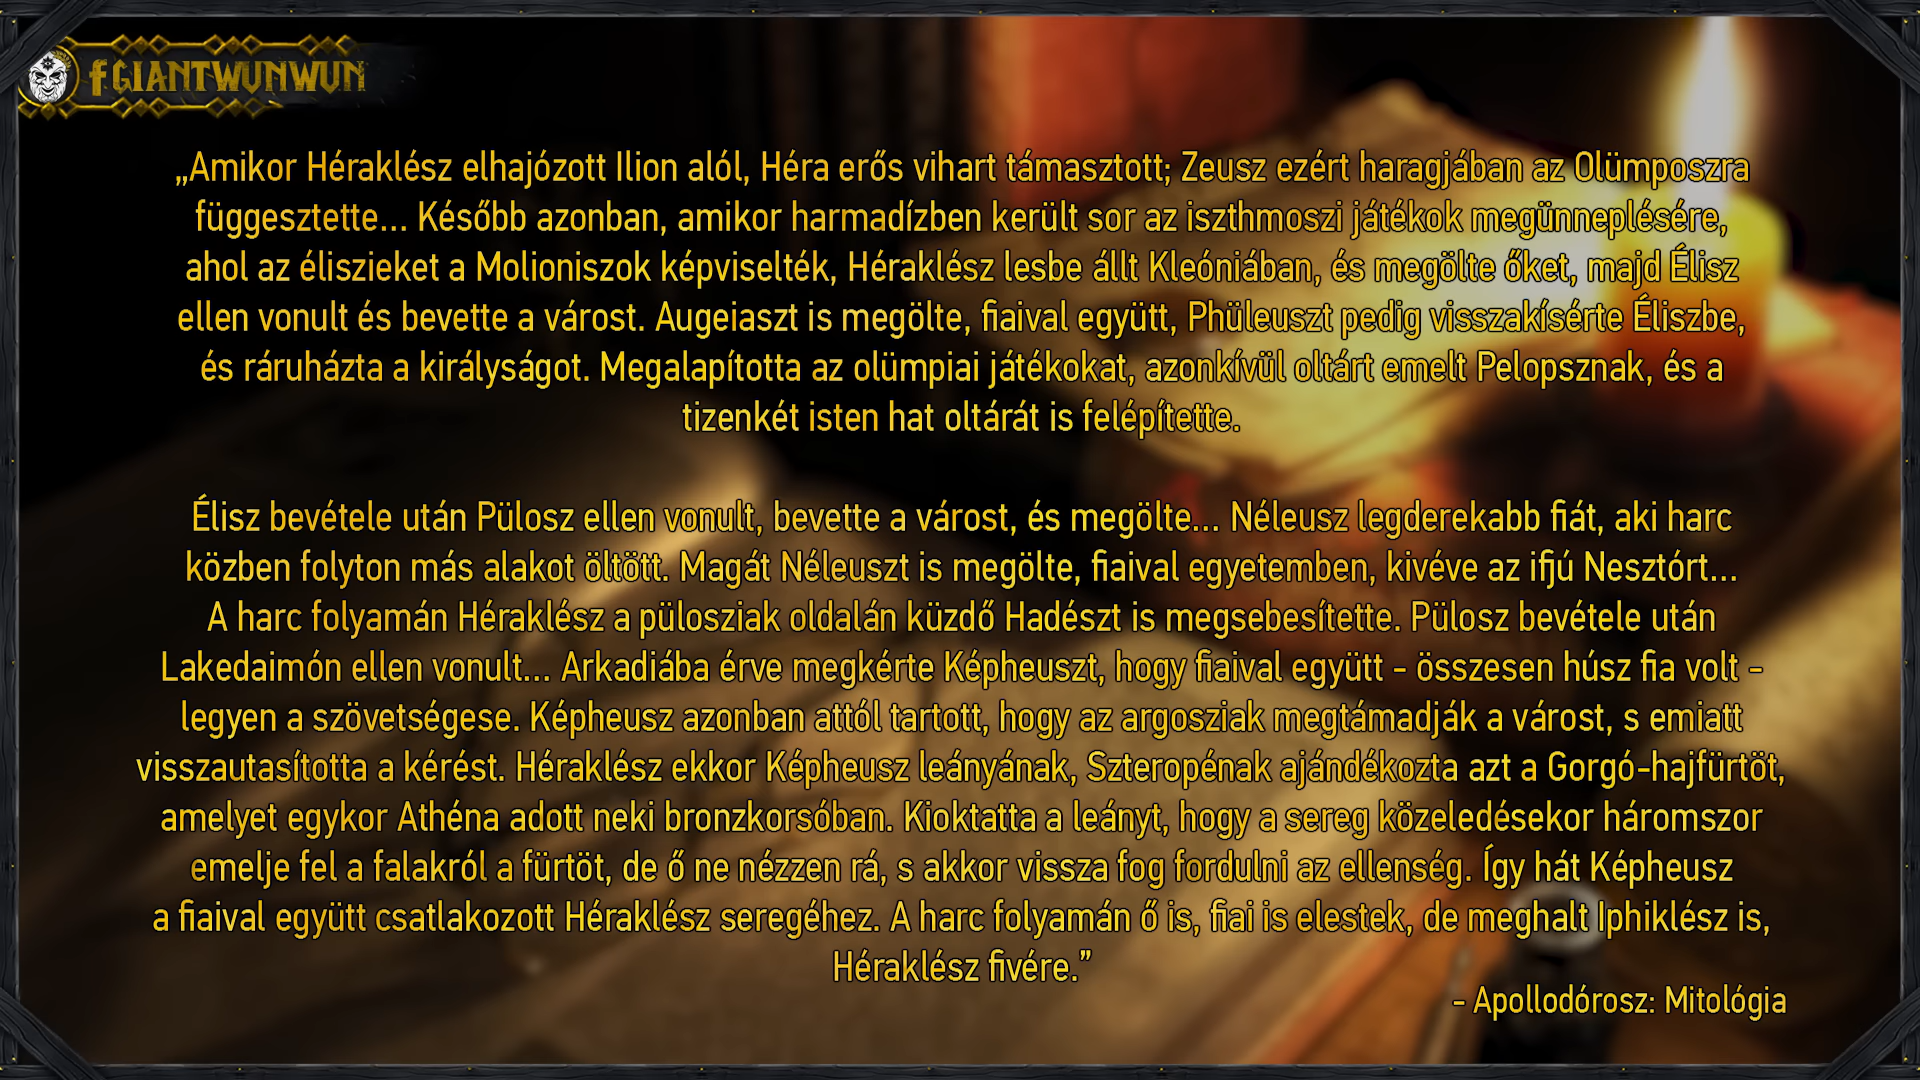 fGIANTWUNWUN
„Amikor Héraklész elhajózott Ilion alól, Héra erős vihart támasztott; Zeusz ezért haragjában az Olümposzra
függesztette... Később azonban, amikor harmadízben került sor az iszthmoszi játékok megünneplésére,
ahol az éliszieket a Molioniszok képviselték, Héraklész lesbe állt Kleóniában, és megölte őket, majd Élisz
ellen vonult és bevette a várost. Augeiaszt is megölte, fiaival együtt, Phüleuszt pedig visszakísérte Éliszbe,
és ráruházta a királyságot. Megalapította az olümpiai játékokat, azonkívül oltárt emelt Pelopsznak, és a
tizenkét isten hat oltárát is felépítette.
Élisz bevétele után Pülosz ellen vonult, bevette a várost, és megölte... Néleusz legderekabb fiát, aki harc
közben folyton más alakot öltött. Magát Néleuszt is megölte, fiaival egyetemben, kivéve az ifjú Nesztórt...
A harc folyamán Héraklész a pülosziak oldalán küzdő Hadészt is megsebesítette. Pülosz bevétele után
Lakedaimón ellen vonult... Arkadiába érve megkérte Képheuszt, hogy fiaival együtt - összesen húsz fia volt -
legyen a szövetségese. Képheusz azonban attól tartott, hogy az argosziak megtámadják a várost, s emiatt
visszautasította a kérést. Héraklész ekkor Képheusz leányának, Szteropénak ajándékozta azt a Gorgó-hajfürtöt,
amelyet egykor Athéna adott neki bronzkorsóban. Kioktatta a leányt, hogy a sereg közeledésekor háromszor
emelje fel a falakról a fürtöt, de ő ne nézzen rá, s akkor vissza fog fordulni az ellenség. Így hát Képheusz
a fiaival együtt csatlakozott Héraklész seregéhez. A harc folyamán ő is, fiai is elestek, de meghalt Iphiklész is,
Héraklész fivére.”
- Apollodórosz: Mitológia